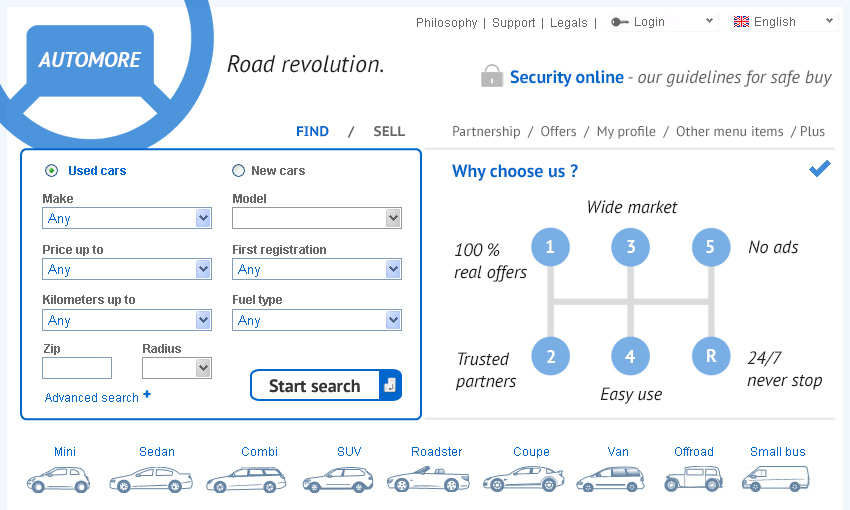 Philosophy | Support | Legals | Login English
AUTOMORE
Road revolution.
Security online - our guidelines for safe buy
FIND / SELL
Partnership / Offers / My profile / Other menu items / Plus
Used cars
New cars
Make
Model
Any
Price up to
First registration
Any
Any
Kilometers up to
Fuel type
Any
Any
Zip
Radius
Advanced search +
Start search
Why choose us ?
Wide market
100 %
real offers
1
3
5
No ads
Trusted
partners
2
4
R
24/7
never stop
Easy use
Mini
Sedan
Combi
SUV
Roadster
Coupe
Van
Offroad
Small bus